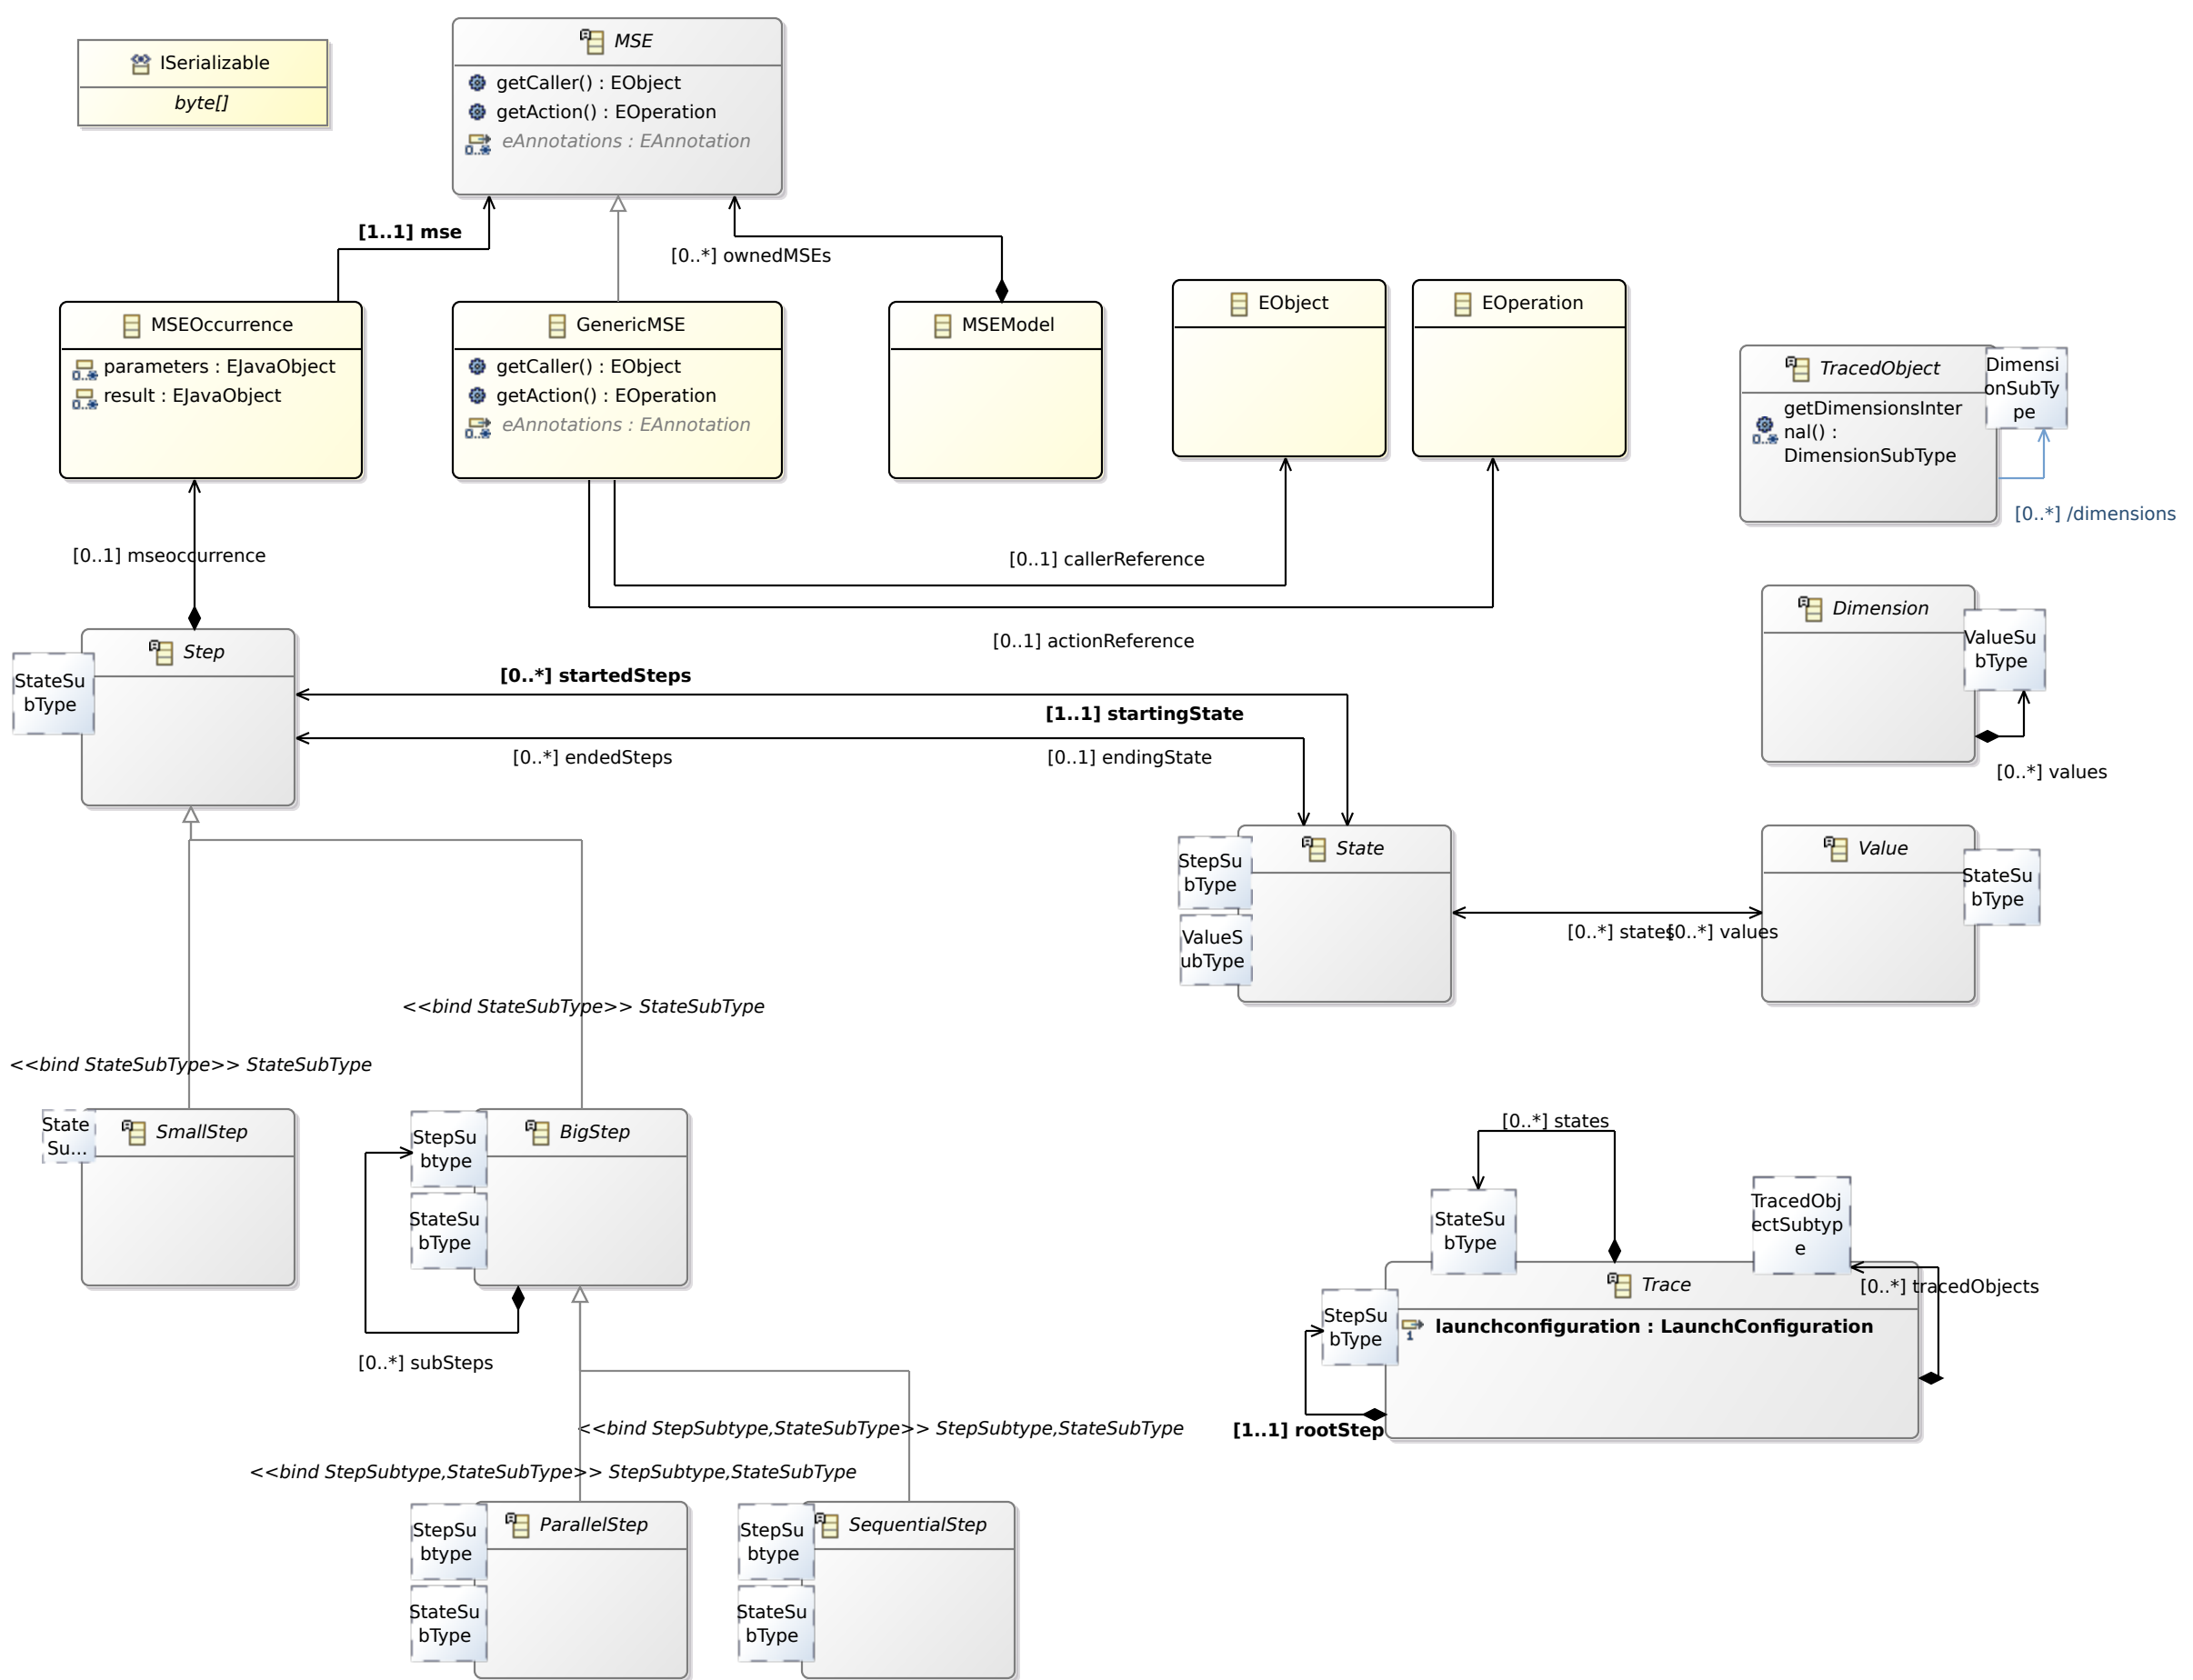 MSE
getCaller() : EObject
getAction() : EOperation
eAnnotations : EAnnotation
ISerializable
byte[]
[1..1] mse
[0..*] ownedMSEs
MSEOccurrence
parameters : EJavaObject
result : EJavaObject
GenericMSE
getCaller() : EObject
getAction() : EOperation
eAnnotations : EAnnotation
MSEModel
EObject
EOperation
TracedObject
getDimensionsInter
nal() :
DimensionSubType
Dimensi
onSubTy
pe
[0..*] /dimensions
[0..1] mseoccurrence
[0..1] callerReference
[0..1] actionReference
Step
StateSu
bType
[0..*] startedSteps
[1..1] startingState
[0..*] endedSteps
[0..1] endingState
Dimension
ValueSu
bType
[0..*] values
State
StepSu
bType
ValueS
ubType
[0..*] states
[0..*] values
Value
StateSu
bType
<<bind StateSubType>> StateSubType
<<bind StateSubType>> StateSubType
SmallStep
State
Su...
BigStep
StepSu
btype
StateSu
bType
[0..*] subSteps
[0..*] states
StateSu
bType
TracedObj
ectSubtyp
e
Trace
[0..*] tracedObjects
StepSu
bType
1
launchconfiguration : LaunchConfiguration
[1..1] rootStep
<<bind StepSubtype,StateSubType>> StepSubtype,StateSubType
<<bind StepSubtype,StateSubType>> StepSubtype,StateSubType
ParallelStep
StepSu
btype
StateSu
bType
SequentialStep
StepSu
btype
StateSu
bType